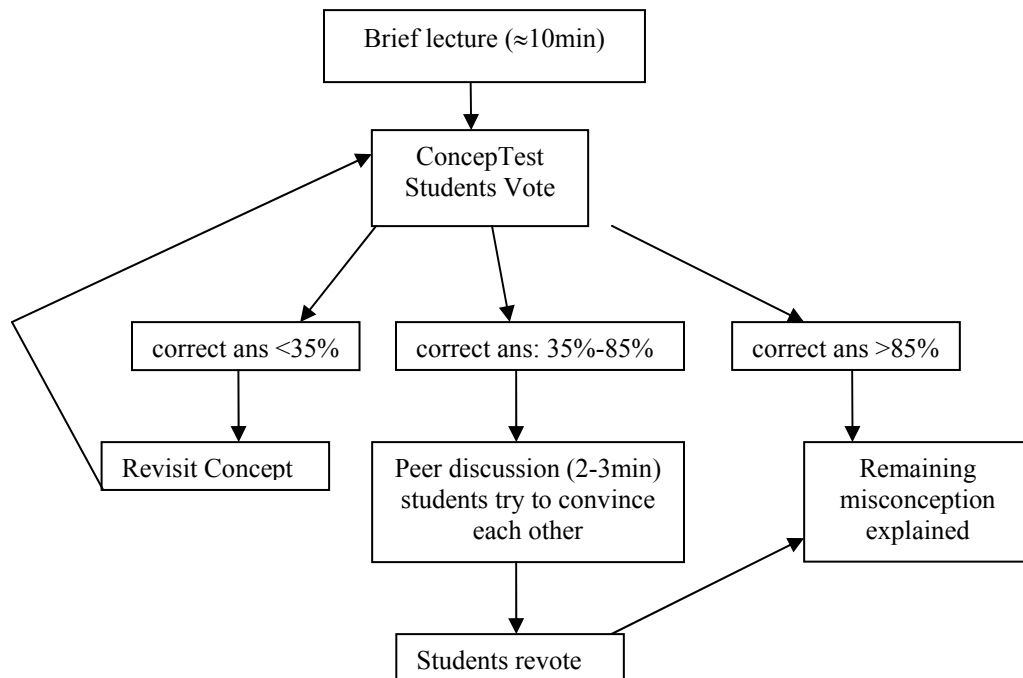 Brief lecture (≈10min)
ConcepTest
Students Vote
correct ans <35%
correct ans: 35%-85%
correct ans >85%
Revisit Concept
Peer discussion (2-3min)
students try to convince
each other
Remaining
misconception
explained
Students revote